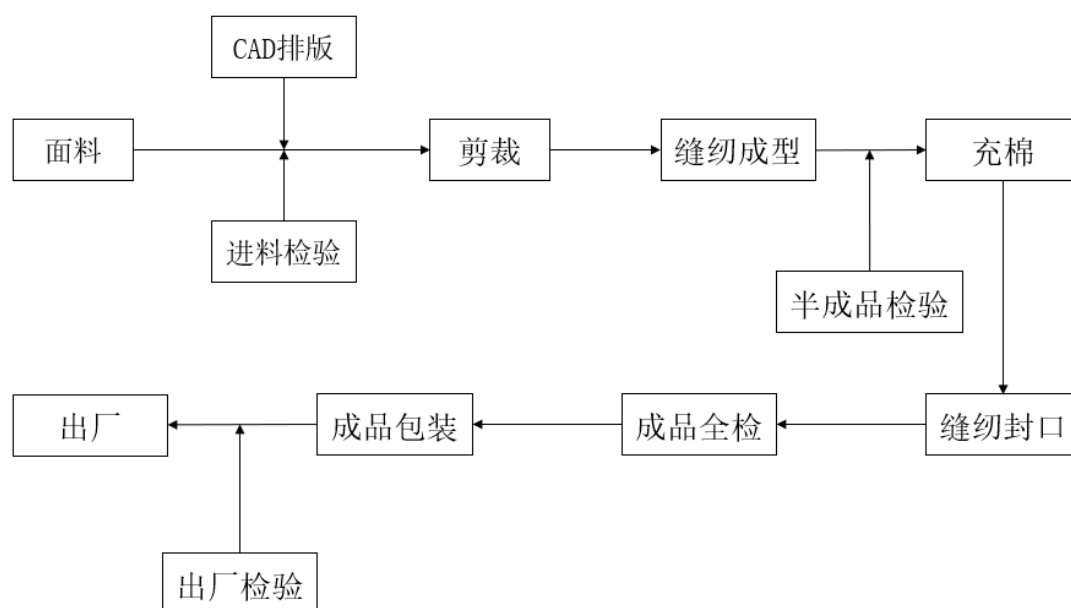 CAD排版
面料
剪裁
缝纫成型
充棉
进料检验
半成品检验
出厂
成品包装
成品全检
缝纫封口
出厂检验